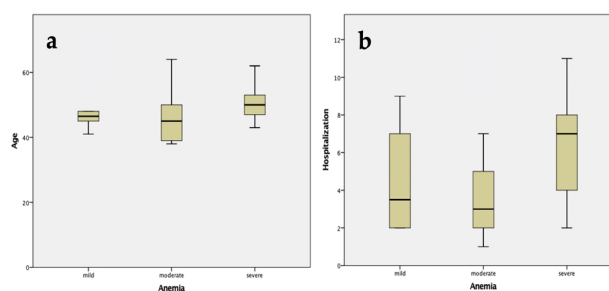 a
60
40
20
0
Age
mild
moderate
severe
Anemia
b
12
10
8
6
4
2
0
Hospitalization
mild
moderate
severe
Anemia